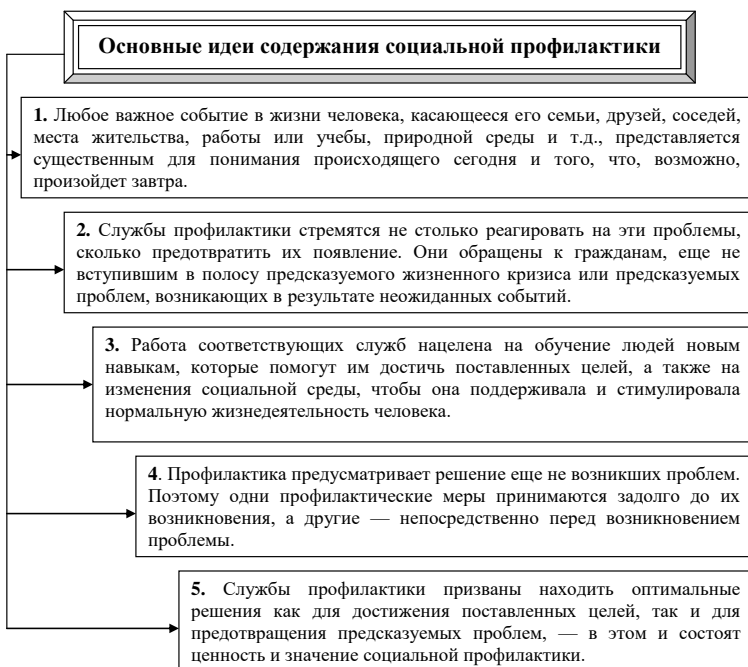 Основные идеи содержания социальной профилактики
1. Любое важное событие в жизни человека, касающееся его семьи, друзей, соседей,
места жительства, работы или учебы, природной среды и т.д., представляется
существенным для понимания происходящего сегодня и того, что, возможно,
произойдет завтра.
2. Службы профилактики стремятся не столько реагировать на эти проблемы,
сколько предотвратить их появление. Они обращены к гражданам, еще не
вступившим в полосу предсказуемого жизненного кризиса или предсказуемых
проблем, возникающих в результате неожиданных событий.
3. Работа соответствующих служб нацелена на обучение людей новым
навыкам, которые помогут им достичь поставленных целей, а также на
изменения социальной среды, чтобы она поддерживала и стимулировала
нормальную жизнедеятельность человека.
4. Профилактика предусматривает решение еще не возникших проблем.
Поэтому одни профилактические меры принимаются задолго до их
возникновения, а другие — непосредственно перед возникновением
проблемы.
5. Службы профилактики призваны находить оптимальные
решения как для достижения поставленных целей, так и для
предотвращения предсказуемых проблем, — в этом и состоят
ценность и значение социальной профилактики.